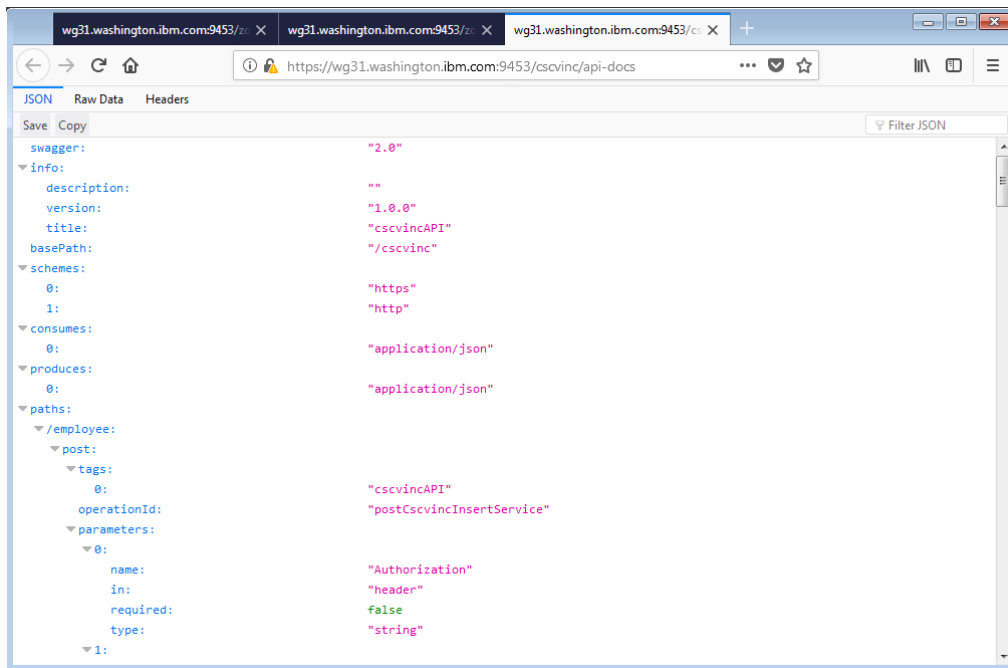 wg31.washington.ibm.com:9453/zc wg31.washington.ibm.com:9453/zc wg31.washington.ibm.com:9453/cs
https://wg31.washington.ibm.com:9453/cscvinc/api-docs
JSON Raw Data Headers
Save Copy Filter JSON
swagger: "2.0"
info:
description: ""
version: "1.0.0"
title: "cscvincAPI"
basePath: "/cscvinc"
schemes:
0: "https"
1: "http"
consumes:
0: "application/json"
produces:
0: "application/json"
paths:
/employee:
post:
tags:
0: "cscvincAPI"
operationId: "postCscvincInsertService"
parameters:
0:
name: "Authorization"
in: "header"
required: false
type: "string"
1: